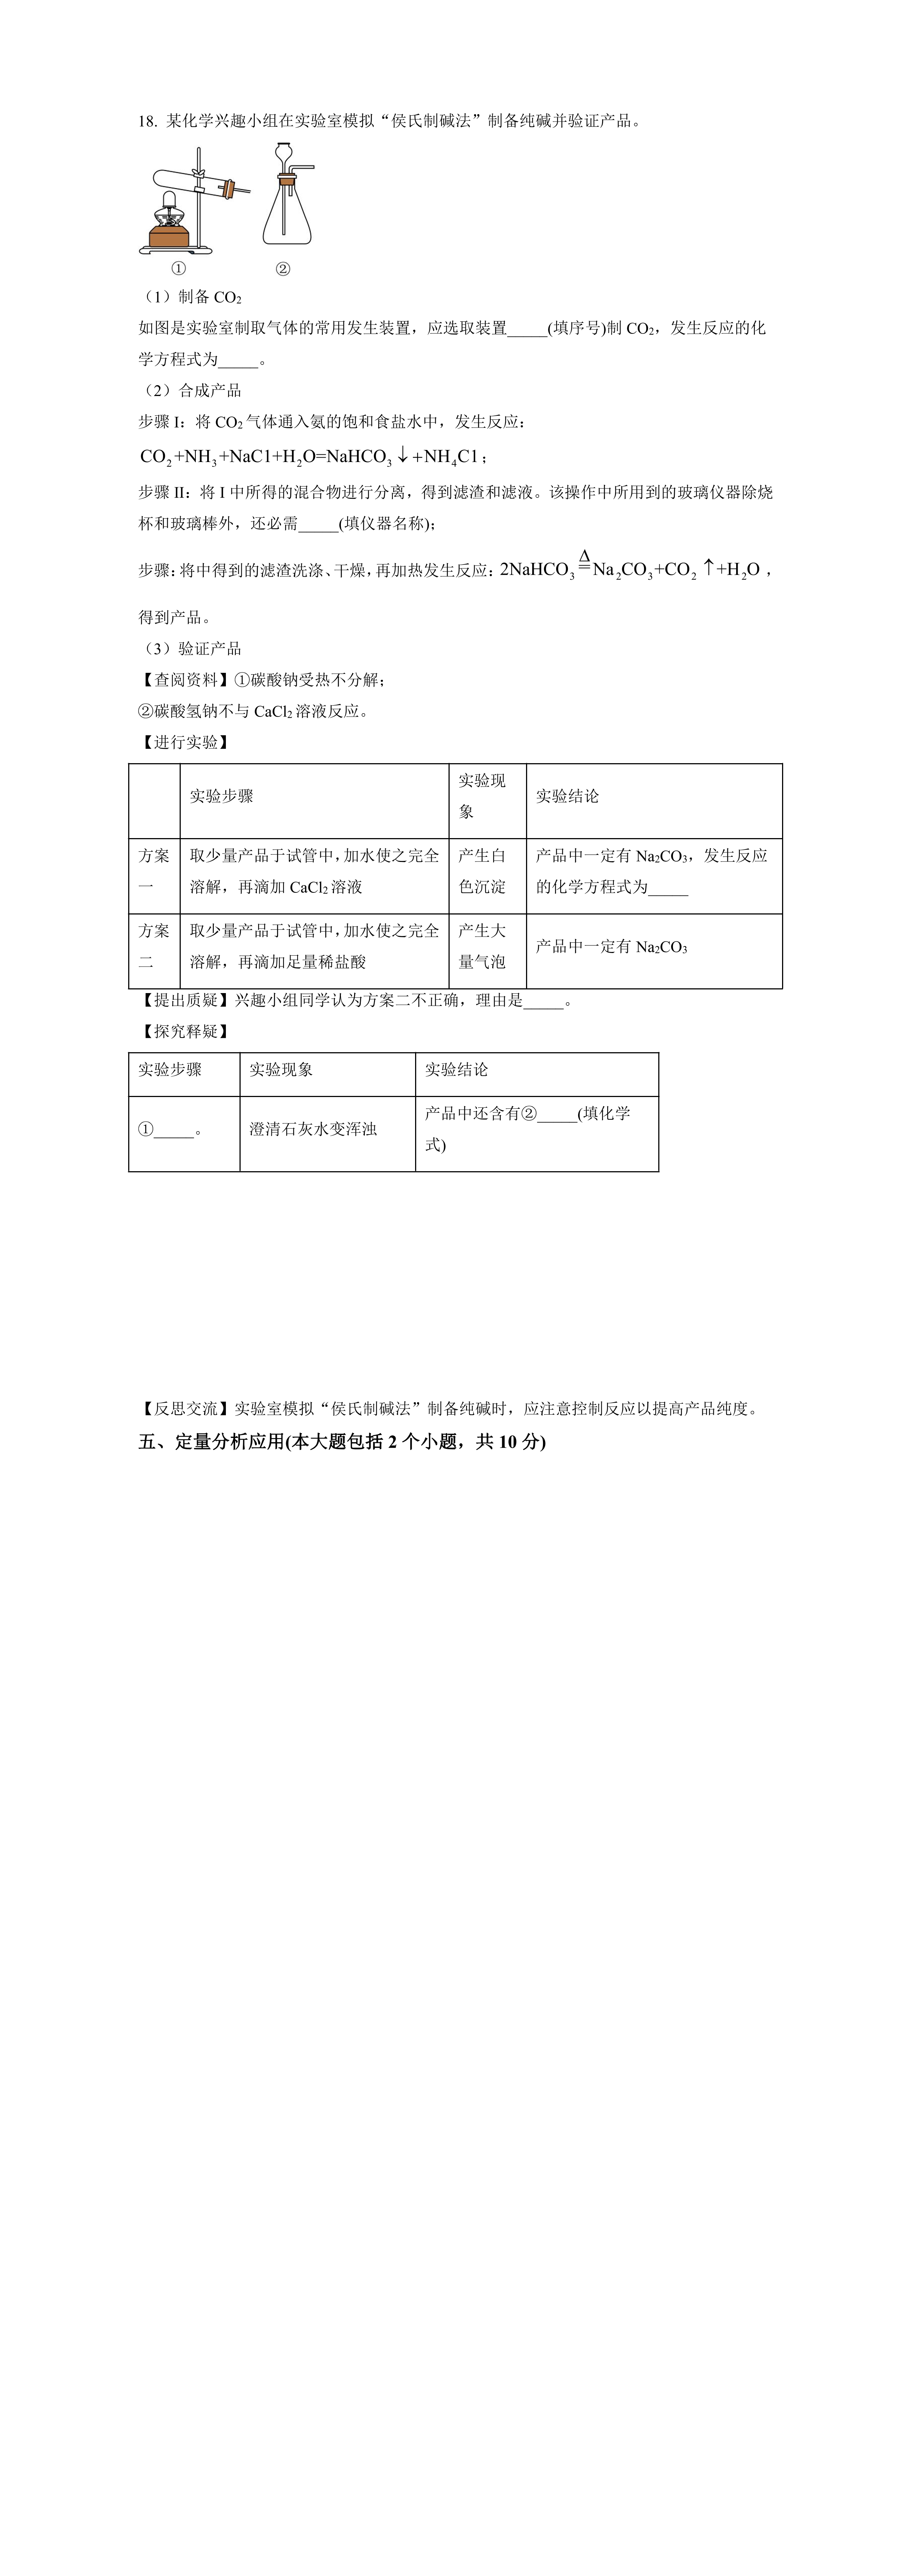 18. 某化学兴趣小组在实验室模拟“侯氏制碱法”制备纯碱并验证产品。
① ②
（1）制备 CO₂
如图是实验室制取气体的常用发生装置，应选取装置_____(填序号)制 CO₂，发生反应的化
学方程式为_____。
（2）合成产品
步骤 I：将 CO₂ 气体通入氨的饱和食盐水中，发生反应：
CO₂+NH₃+NaC1+H₂O=NaHCO₃↓+NH₄C1；
步骤 II：将 I 中所得的混合物进行分离，得到滤渣和滤液。该操作中所用到的玻璃仪器除烧
杯和玻璃棒外，还必需_____(填仪器名称)；
步骤：将中得到的滤渣洗涤、干燥，再加热发生反应：2NaHCO₃ ≜ Na₂CO₃+CO₂↑+H₂O，
得到产品。
（3）验证产品
【查阅资料】①碳酸钠受热不分解；
②碳酸氢钠不与 CaCl₂ 溶液反应。
【进行实验】
实验步骤 实验现 实验结论
象
方案 取少量产品于试管中，加水使之完全 产生白 产品中一定有 Na₂CO₃，发生反应
一 溶解，再滴加 CaCl₂ 溶液 色沉淀 的化学方程式为_____
方案 取少量产品于试管中，加水使之完全 产生大 产品中一定有 Na₂CO₃
二 溶解，再滴加足量稀盐酸 量气泡
【提出质疑】兴趣小组同学认为方案二不正确，理由是_____。
【探究释疑】
实验步骤 实验现象 实验结论
①_____。 澄清石灰水变浑浊 产品中还含有②_____(填化学
式)
【反思交流】实验室模拟“侯氏制碱法”制备纯碱时，应注意控制反应以提高产品纯度。
五、定量分析应用(本大题包括 2 个小题，共 10 分)